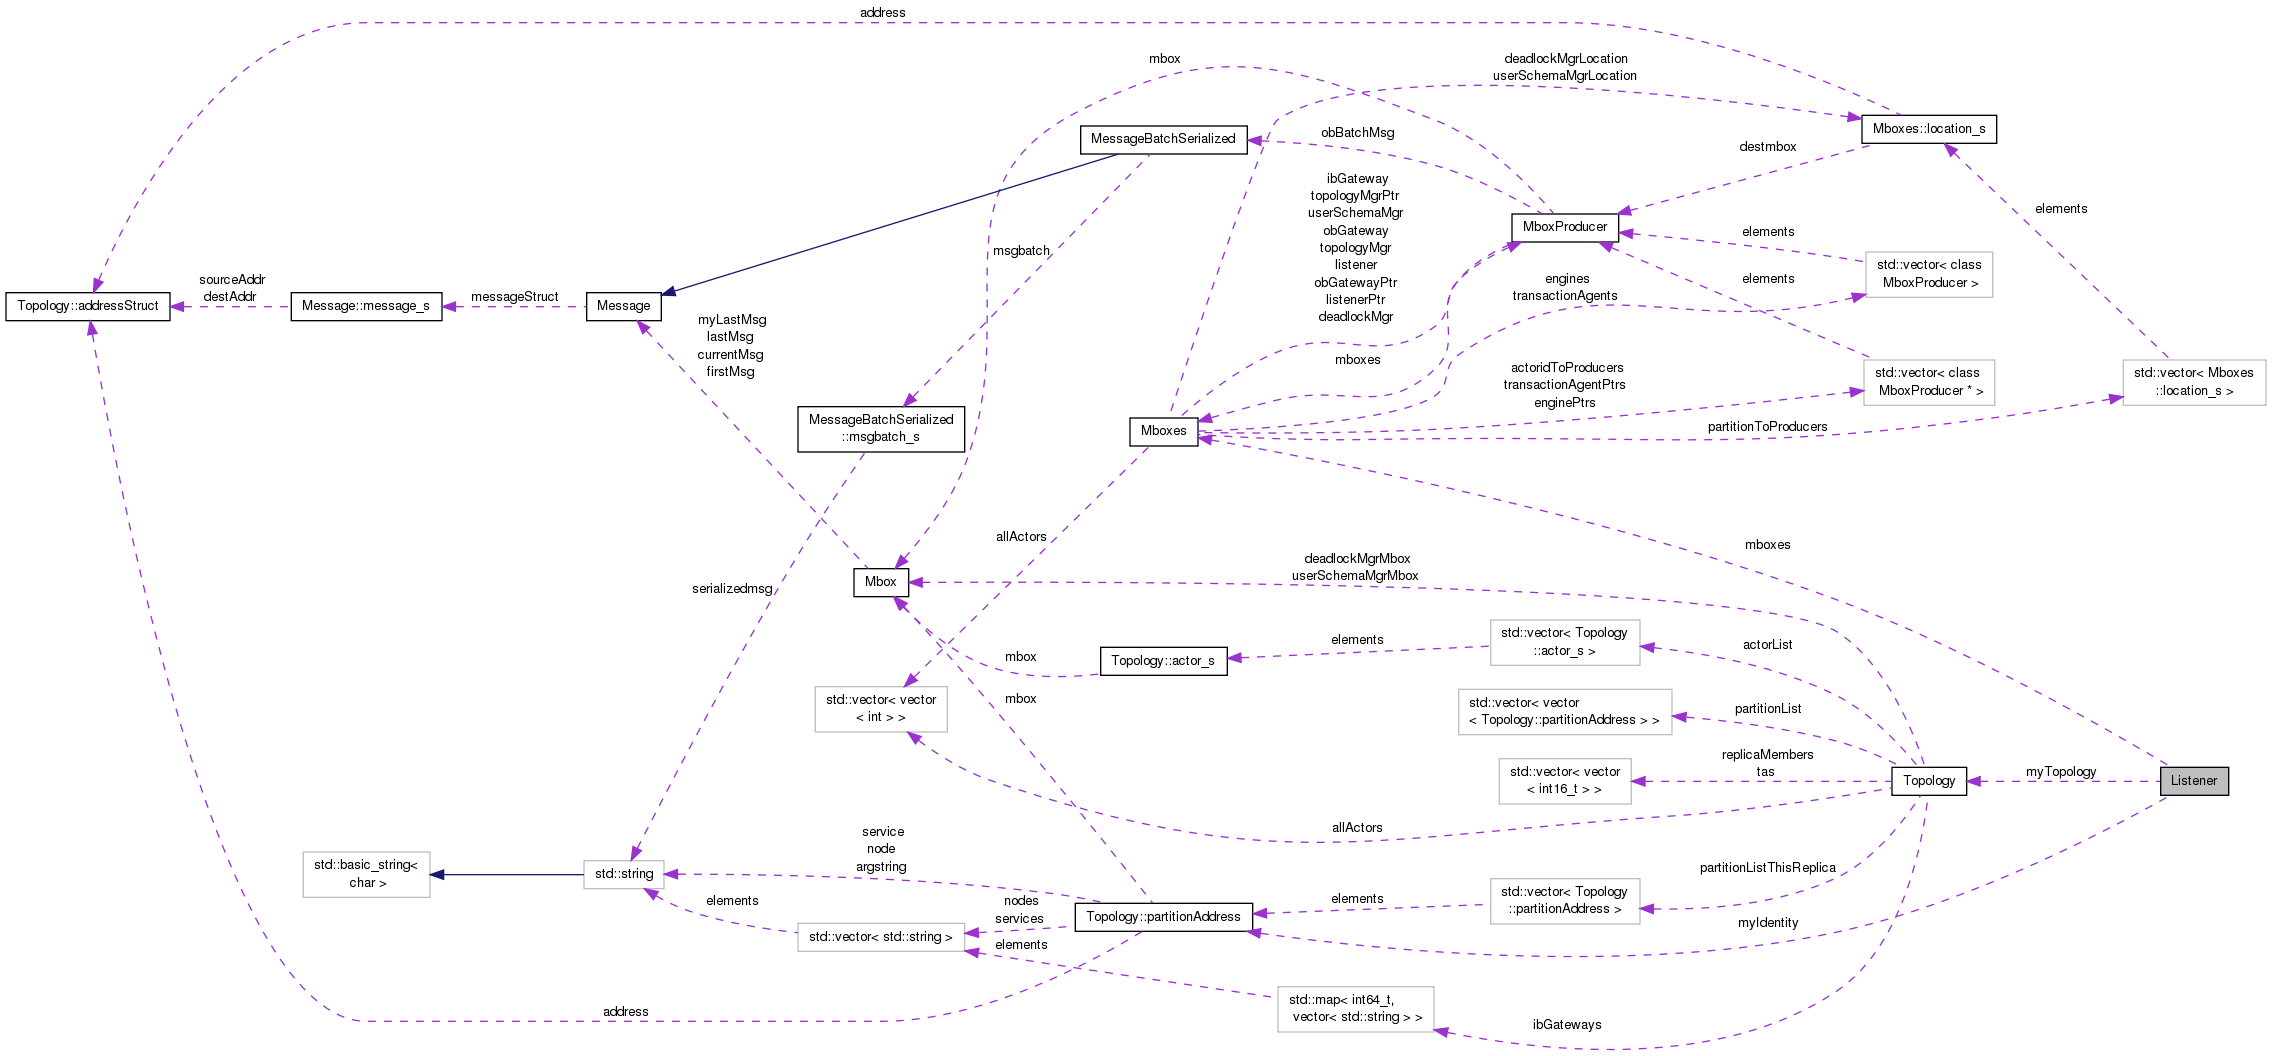 address
mbox
deadlockMgrLocation
userSchemaMgrLocation
Mboxes::location_s
MessageBatchSerialized
obBatchMsg
destmbox
ibGateway
topologyMgrPtr
userSchemaMgr
obGateway
topologyMgr
listener
obGatewayPtr
listenerPtr
deadlockMgr
elements
MboxProducer
elements
msgbatch
std::vector< class
MboxProducer >
engines
transactionAgents
elements
sourceAddr
destAddr
messageStruct
Topology::addressStruct
Message::message_s
Message
myLastMsg
lastMsg
currentMsg
firstMsg
mboxes
actoridToProducers
transactionAgentPtrs
enginePtrs
std::vector< class
MboxProducer * >
std::vector< Mboxes
::location_s >
MessageBatchSerialized
::msgbatch_s
Mboxes
partitionToProducers
allActors
mboxes
deadlockMgrMbox
userSchemaMgrMbox
Mbox
serializedmsg
std::vector< Topology
::actor_s >
elements
actorList
mbox
Topology::actor_s
std::vector< vector
< int > >
mbox
std::vector< vector
< Topology::partitionAddress > >
partitionList
replicaMembers
tas
std::vector< vector
< int16_t > >
Topology
myTopology
Listener
allActors
service
node
argstring
std::basic_string<
char >
std::string
partitionListThisReplica
elements
nodes
services
elements
std::vector< std::string >
Topology::partitionAddress
elements
std::vector< Topology
::partitionAddress >
myIdentity
std::map< int64_t,
vector< std::string > >
address
ibGateways